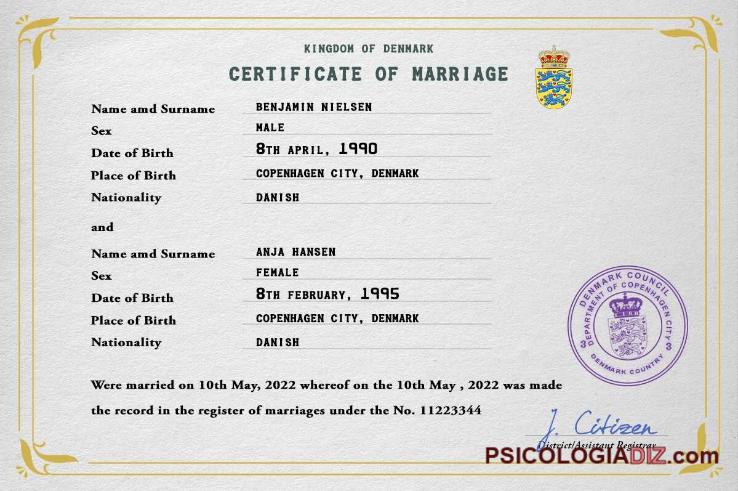 KINGDOM OF DENMARK
CERTIFICATE OF MARRIAGE
Name amd Surname BENJAMIN NIELSEN
Sex MALE
Date of Birth 8TH APRIL, 1990
Place of Birth COPENHAGEN CITY, DENMARK
Nationality DANISH
and
Name amd Surname ANJA HANSEN
Sex FEMALE
Date of Birth 8TH FEBRUARY, 1995
Place of Birth COPENHAGEN CITY, DENMARK
Nationality DANISH
DENMARK COUNCIL
DEPARTMENT OF COPENHAGEN CITY
3 3
DENMARK COUNTRY
Were married on 10th May, 2022 whereof on the 10th May , 2022 was made
the record in the register of marriages under the No. 11223344
J. Citizen
District/Assistant Registrar
PSICOLOGIADIZ.com